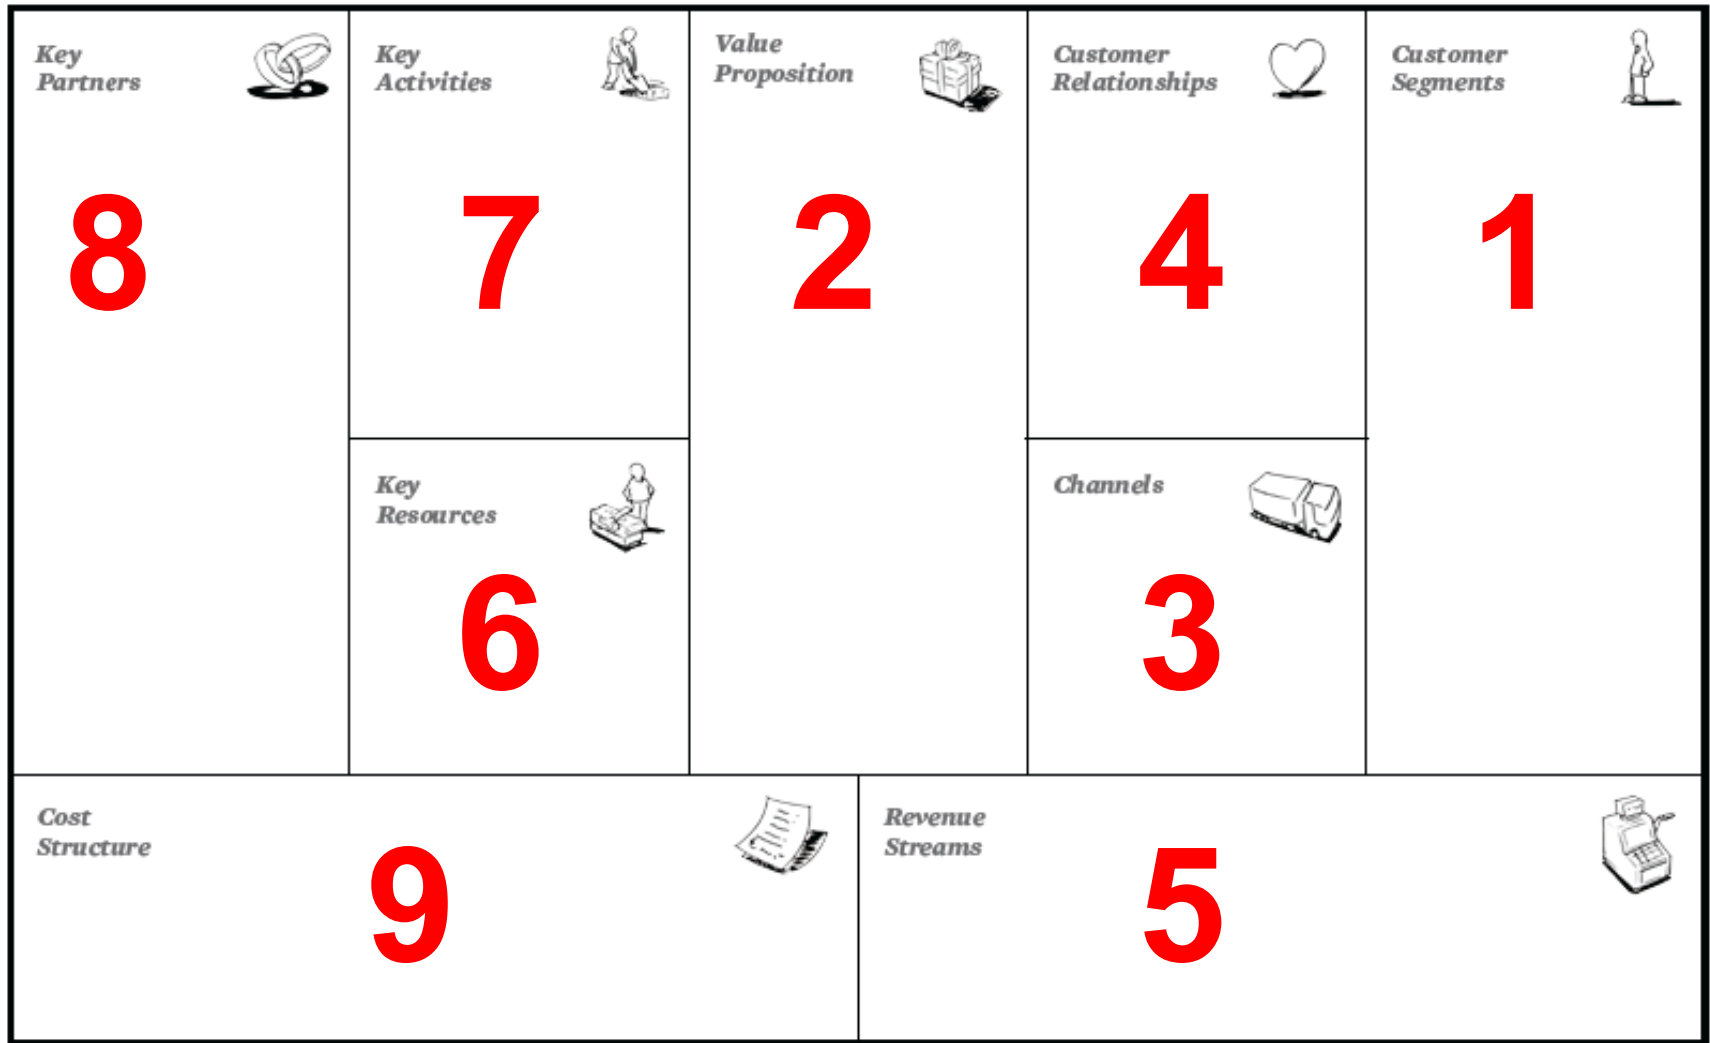 Key
Partners
8
Key
Activities
7
Value
Proposition
2
Customer
Relationships
4
Customer
Segments
1
Key
Resources
6
Channels
3
Cost
Structure
9
Revenue
Streams
5